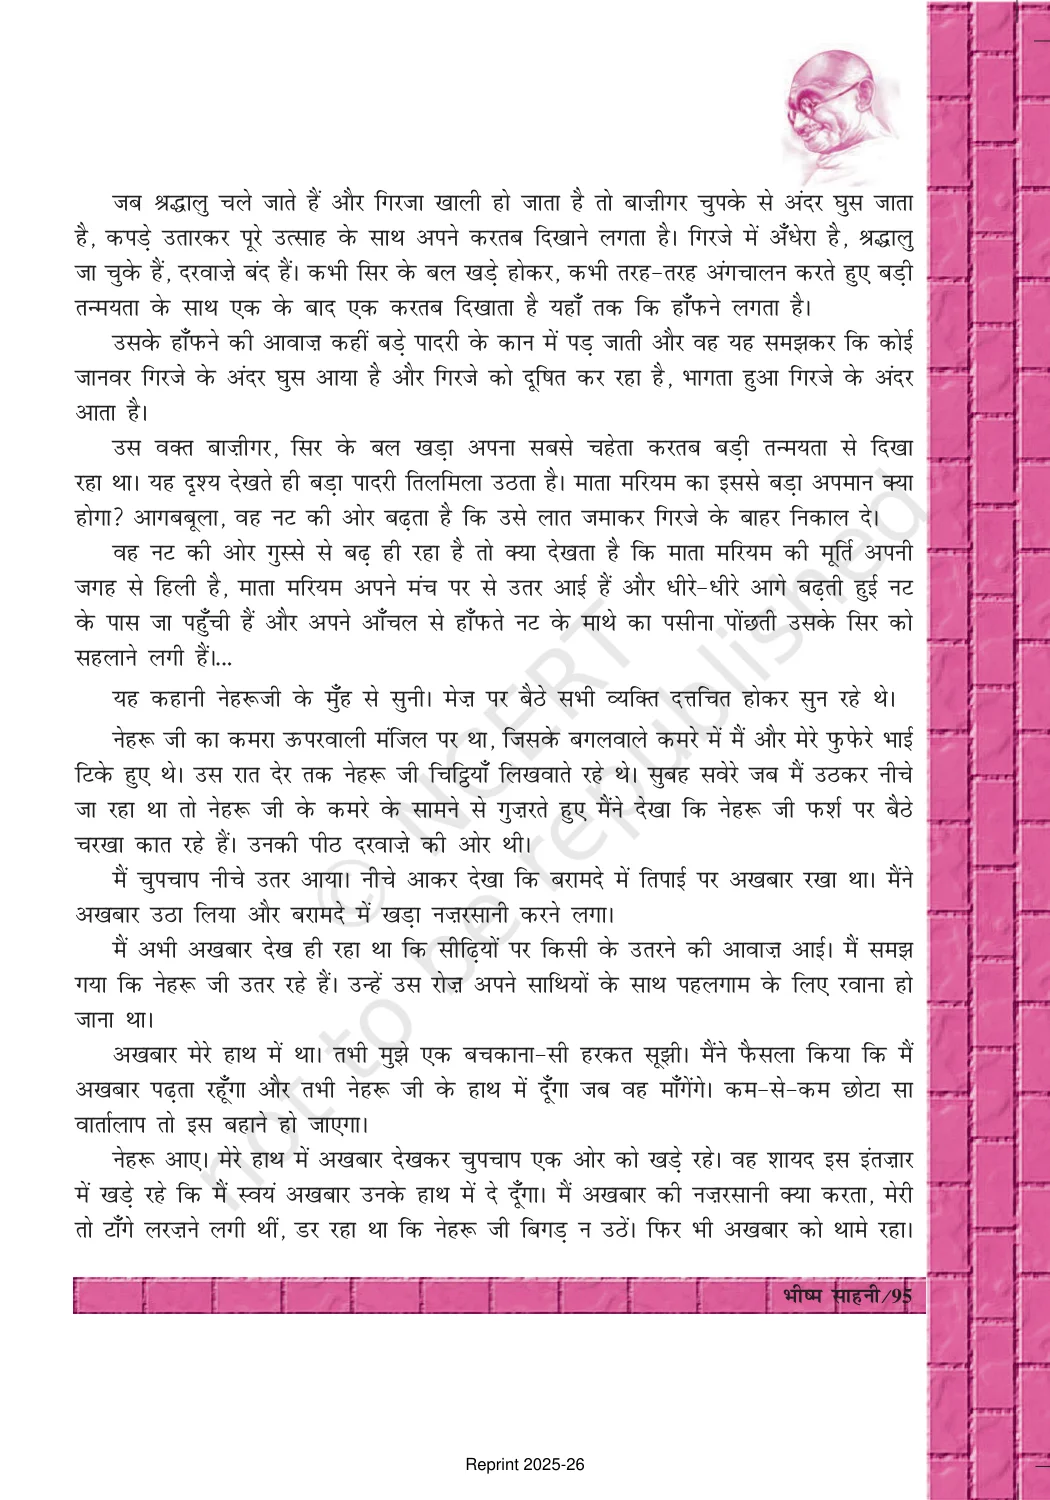 जब श्रद्धालु चले जाते हैं और गिरजा खाली हो जाता है तो बाज़ीगर चुपके से अंदर घुस जाता
है, कपड़े उतारकर पूरे उत्साह के साथ अपने करतब दिखाने लगता है। गिरजे में अँधेरा है, श्रद्धालु
जा चुके हैं, दरवाज़े बंद हैं। कभी सिर के बल खड़े होकर, कभी तरह-तरह अंगचालन करते हुए बड़ी
तन्मयता के साथ एक के बाद एक करतब दिखाता है यहाँ तक कि हाँफने लगता है।
उसके हाँफने की आवाज़ कहीं बड़े पादरी के कान में पड़ जाती और वह यह समझकर कि कोई
जानवर गिरजे के अंदर घुस आया है और गिरजे को दूषित कर रहा है, भागता हुआ गिरजे के अंदर
आता है।
उस वक्त बाज़ीगर, सिर के बल खड़ा अपना सबसे चहेता करतब बड़ी तन्मयता से दिखा
रहा था। यह दृश्य देखते ही बड़ा पादरी तिलमिला उठता है। माता मरियम का इससे बड़ा अपमान क्या
होगा? आगबबूला, वह नट की ओर बढ़ता है कि उसे लात जमाकर गिरजे के बाहर निकाल दे।
वह नट की ओर गुस्से से बढ़ ही रहा है तो क्या देखता है कि माता मरियम की मूर्ति अपनी
जगह से हिली है, माता मरियम अपने मंच पर से उतर आई हैं और धीरे-धीरे आगे बढ़ती हुई नट
के पास जा पहुँची हैं और अपने आँचल से हाँफते नट के माथे का पसीना पोंछती उसके सिर को
सहलाने लगी हैं।...
यह कहानी नेहरूजी के मुँह से सुनी। मेज़ पर बैठे सभी व्यक्ति दत्तचित होकर सुन रहे थे।
नेहरू जी का कमरा ऊपरवाली मंजिल पर था, जिसके बगलवाले कमरे में मैं और मेरे फुफेरे भाई
टिके हुए थे। उस रात देर तक नेहरू जी चिट्ठियाँ लिखवाते रहे थे। सुबह सवेरे जब मैं उठकर नीचे
जा रहा था तो नेहरू जी के कमरे के सामने से गुज़रते हुए मैंने देखा कि नेहरू जी फर्श पर बैठे
चरखा कात रहे हैं। उनकी पीठ दरवाज़े की ओर थी।
मैं चुपचाप नीचे उतर आया। नीचे आकर देखा कि बरामदे में तिपाई पर अखबार रखा था। मैंने
अखबार उठा लिया और बरामदे में खड़ा नज़रसानी करने लगा।
मैं अभी अखबार देख ही रहा था कि सीढ़ियों पर किसी के उतरने की आवाज़ आई। मैं समझ
गया कि नेहरू जी उतर रहे हैं। उन्हें उस रोज़ अपने साथियों के साथ पहलगाम के लिए रवाना हो
जाना था।
अखबार मेरे हाथ में था। तभी मुझे एक बचकाना-सी हरकत सूझी। मैंने फैसला किया कि मैं
अखबार पढ़ता रहूँगा और तभी नेहरू जी के हाथ में दूँगा जब वह माँगेंगे। कम-से-कम छोटा सा
वार्तालाप तो इस बहाने हो जाएगा।
नेहरू आए। मेरे हाथ में अखबार देखकर चुपचाप एक ओर को खड़े रहे। वह शायद इस इंतज़ार
में खड़े रहे कि मैं स्वयं अखबार उनके हाथ में दे दूँगा। मैं अखबार की नज़रसानी क्या करता, मेरी
तो टाँगे लरज़ने लगी थीं, डर रहा था कि नेहरू जी बिगड़ न उठें। फिर भी अखबार को थामे रहा।
भीष्म साहनी/95
© NCERT
not to be republished
Reprint 2025-26